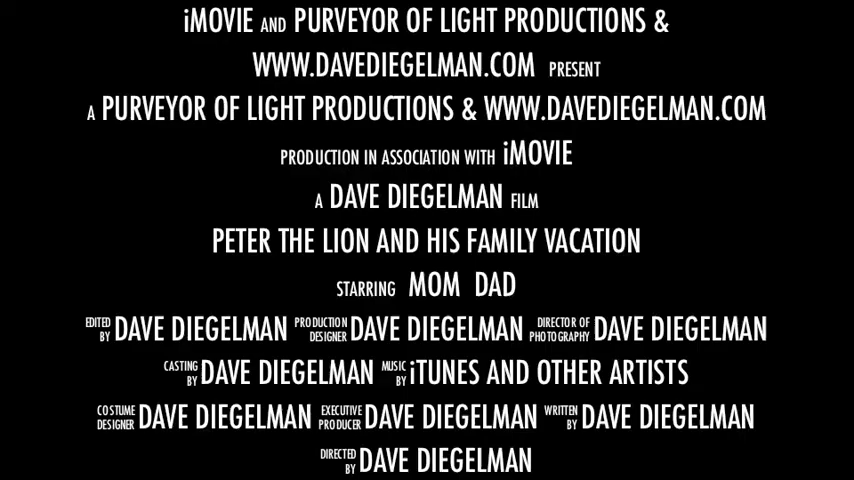 iMOVIE AND PURVEYOR OF LIGHT PRODUCTIONS &
WWW.DAVEDIEGELMAN.COM PRESENT
A PURVEYOR OF LIGHT PRODUCTIONS & WWW.DAVEDIEGELMAN.COM
PRODUCTION IN ASSOCIATION WITH iMOVIE
A DAVE DIEGELMAN FILM
PETER THE LION AND HIS FAMILY VACATION
STARRING MOM DAD
EDITED BY DAVE DIEGELMAN PRODUCTION DESIGNER DAVE DIEGELMAN DIRECTOR OF PHOTOGRAPHY DAVE DIEGELMAN
CASTING BY DAVE DIEGELMAN MUSIC BY iTUNES AND OTHER ARTISTS
COSTUME DESIGNER DAVE DIEGELMAN EXECUTIVE PRODUCER DAVE DIEGELMAN WRITTEN BY DAVE DIEGELMAN
DIRECTED BY DAVE DIEGELMAN